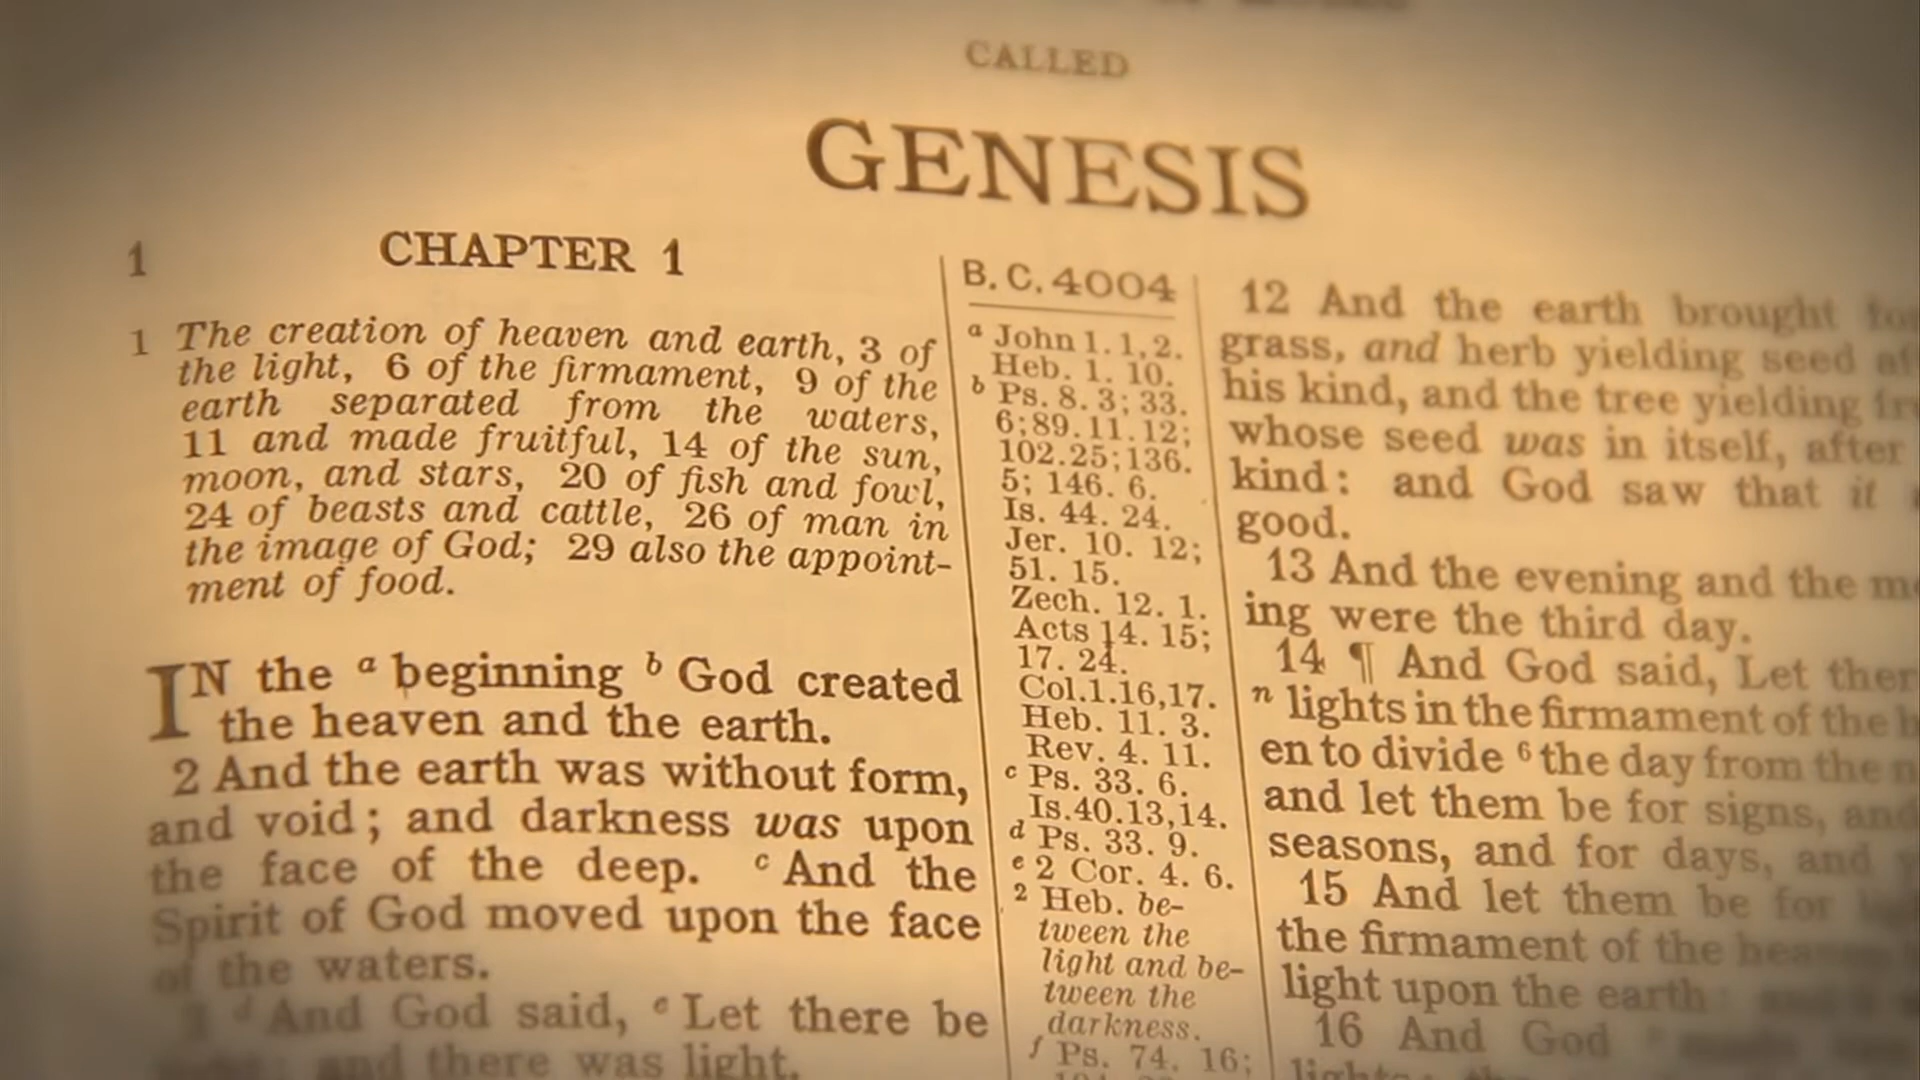 CALLED
GENESIS
1 CHAPTER 1
1 The creation of heaven and earth, 3 of
the light, 6 of the firmament, 9 of the
earth separated from the waters,
11 and made fruitful, 14 of the sun,
moon, and stars, 20 of fish and fowl,
24 of beasts and cattle, 26 of man in
the image of God; 29 also the appoint-
ment of food.
IN the a beginning b God created
the heaven and the earth.
2 And the earth was without form,
and void; and darkness was upon
the face of the deep. c And the
Spirit of God moved upon the face
of the waters.
d And God said, e Let there be
and there was light.
B. C. 4004
a John 1. 1, 2.
Heb. 1. 10.
b Ps. 8. 3; 33.
6; 89. 11. 12;
102. 25; 136.
5; 146. 6.
Is. 44. 24.
Jer. 10. 12;
51. 15.
Zech. 12. 1.
Acts 14. 15;
17. 24.
Col. 1. 16, 17.
Heb. 11. 3.
Rev. 4. 11.
c Ps. 33. 6.
Is. 40. 13, 14.
d Ps. 33. 9.
e 2 Cor. 4. 6.
2 Heb. be-
tween the
light and be-
tween the
darkness.
f Ps. 74. 16;
12 And the earth brought
grass, and herb yielding seed
his kind, and the tree yielding
whose seed was in itself, after
kind: and God saw that it
good.
13 And the evening and the
ing were the third day.
14 ¶ And God said, Let
n lights in the firmament of the
en to divide 6 the day from the
and let them be for signs, and
seasons, and for days, and
15 And let them be for
the firmament of the
light upon the earth
16 And God